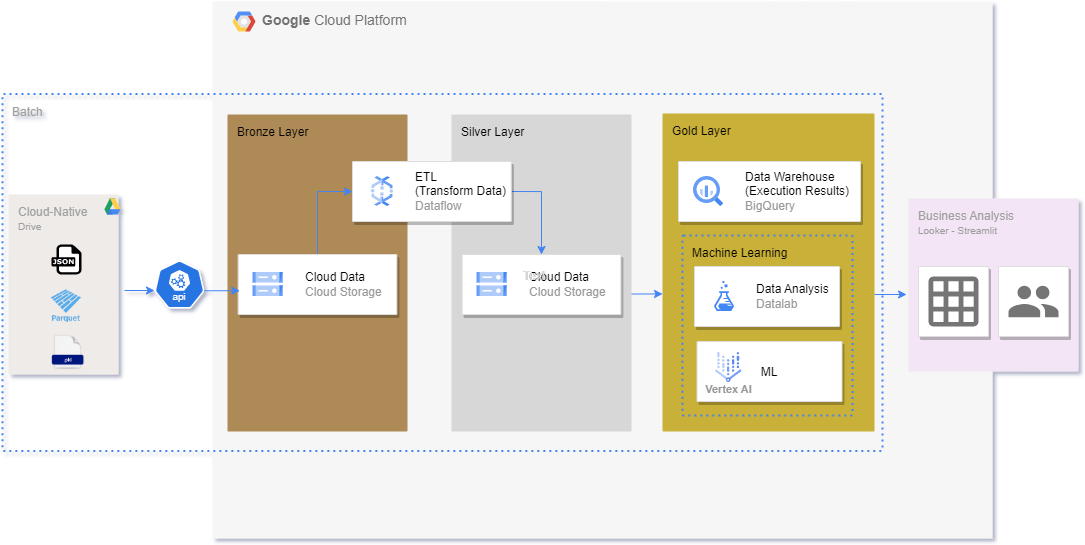 Google Cloud Platform
Batch
Bronze Layer
Silver Layer
Gold Layer
ETL
(Transform Data)
Dataflow
Data Warehouse
(Execution Results)
BigQuery
Cloud-Native
Drive
JSON
Parquet
.pkl
api
Cloud Data
Cloud Storage
Text
Cloud Data
Cloud Storage
Machine Learning
Data Analysis
Datalab
ML
Vertex AI
Business Analysis
Looker - Streamlit